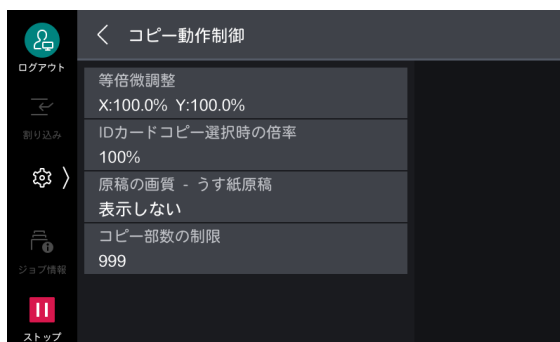 コピー動作制御
ログアウト
割り込み
ジョブ情報
ストップ
等倍微調整
X:100.0% Y:100.0%
IDカードコピー選択時の倍率
100%
原稿の画質 - うす紙原稿
表示しない
コピー部数の制限
999